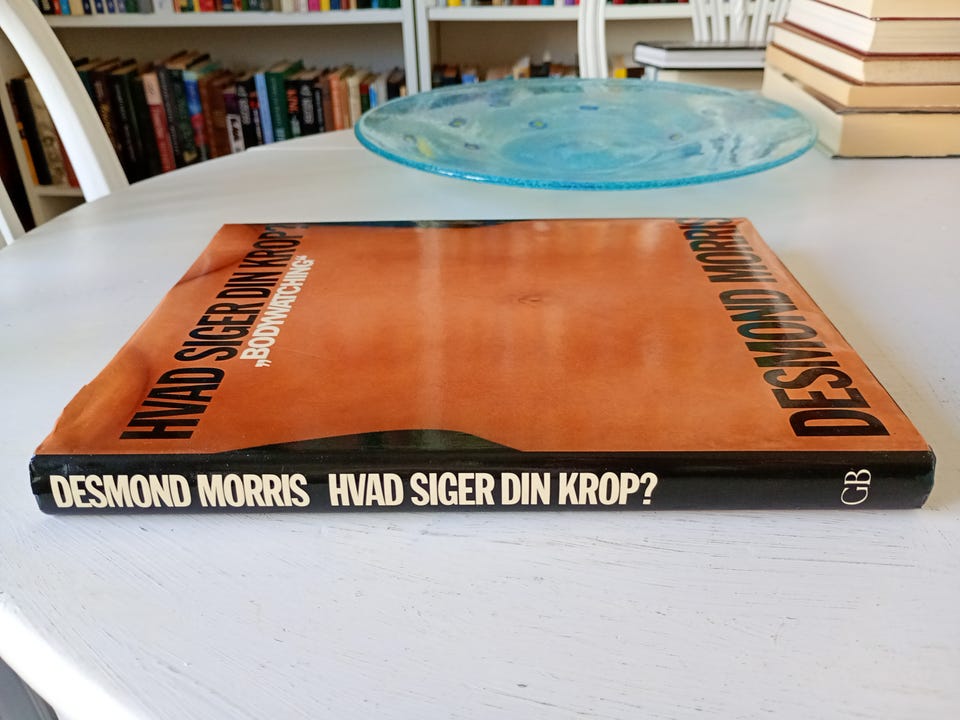 HVAD SIGER DIN KROP?
„BODYWATCHING“
DESMOND MORRIS
DESMOND MORRIS HVAD SIGER DIN KROP?
GB